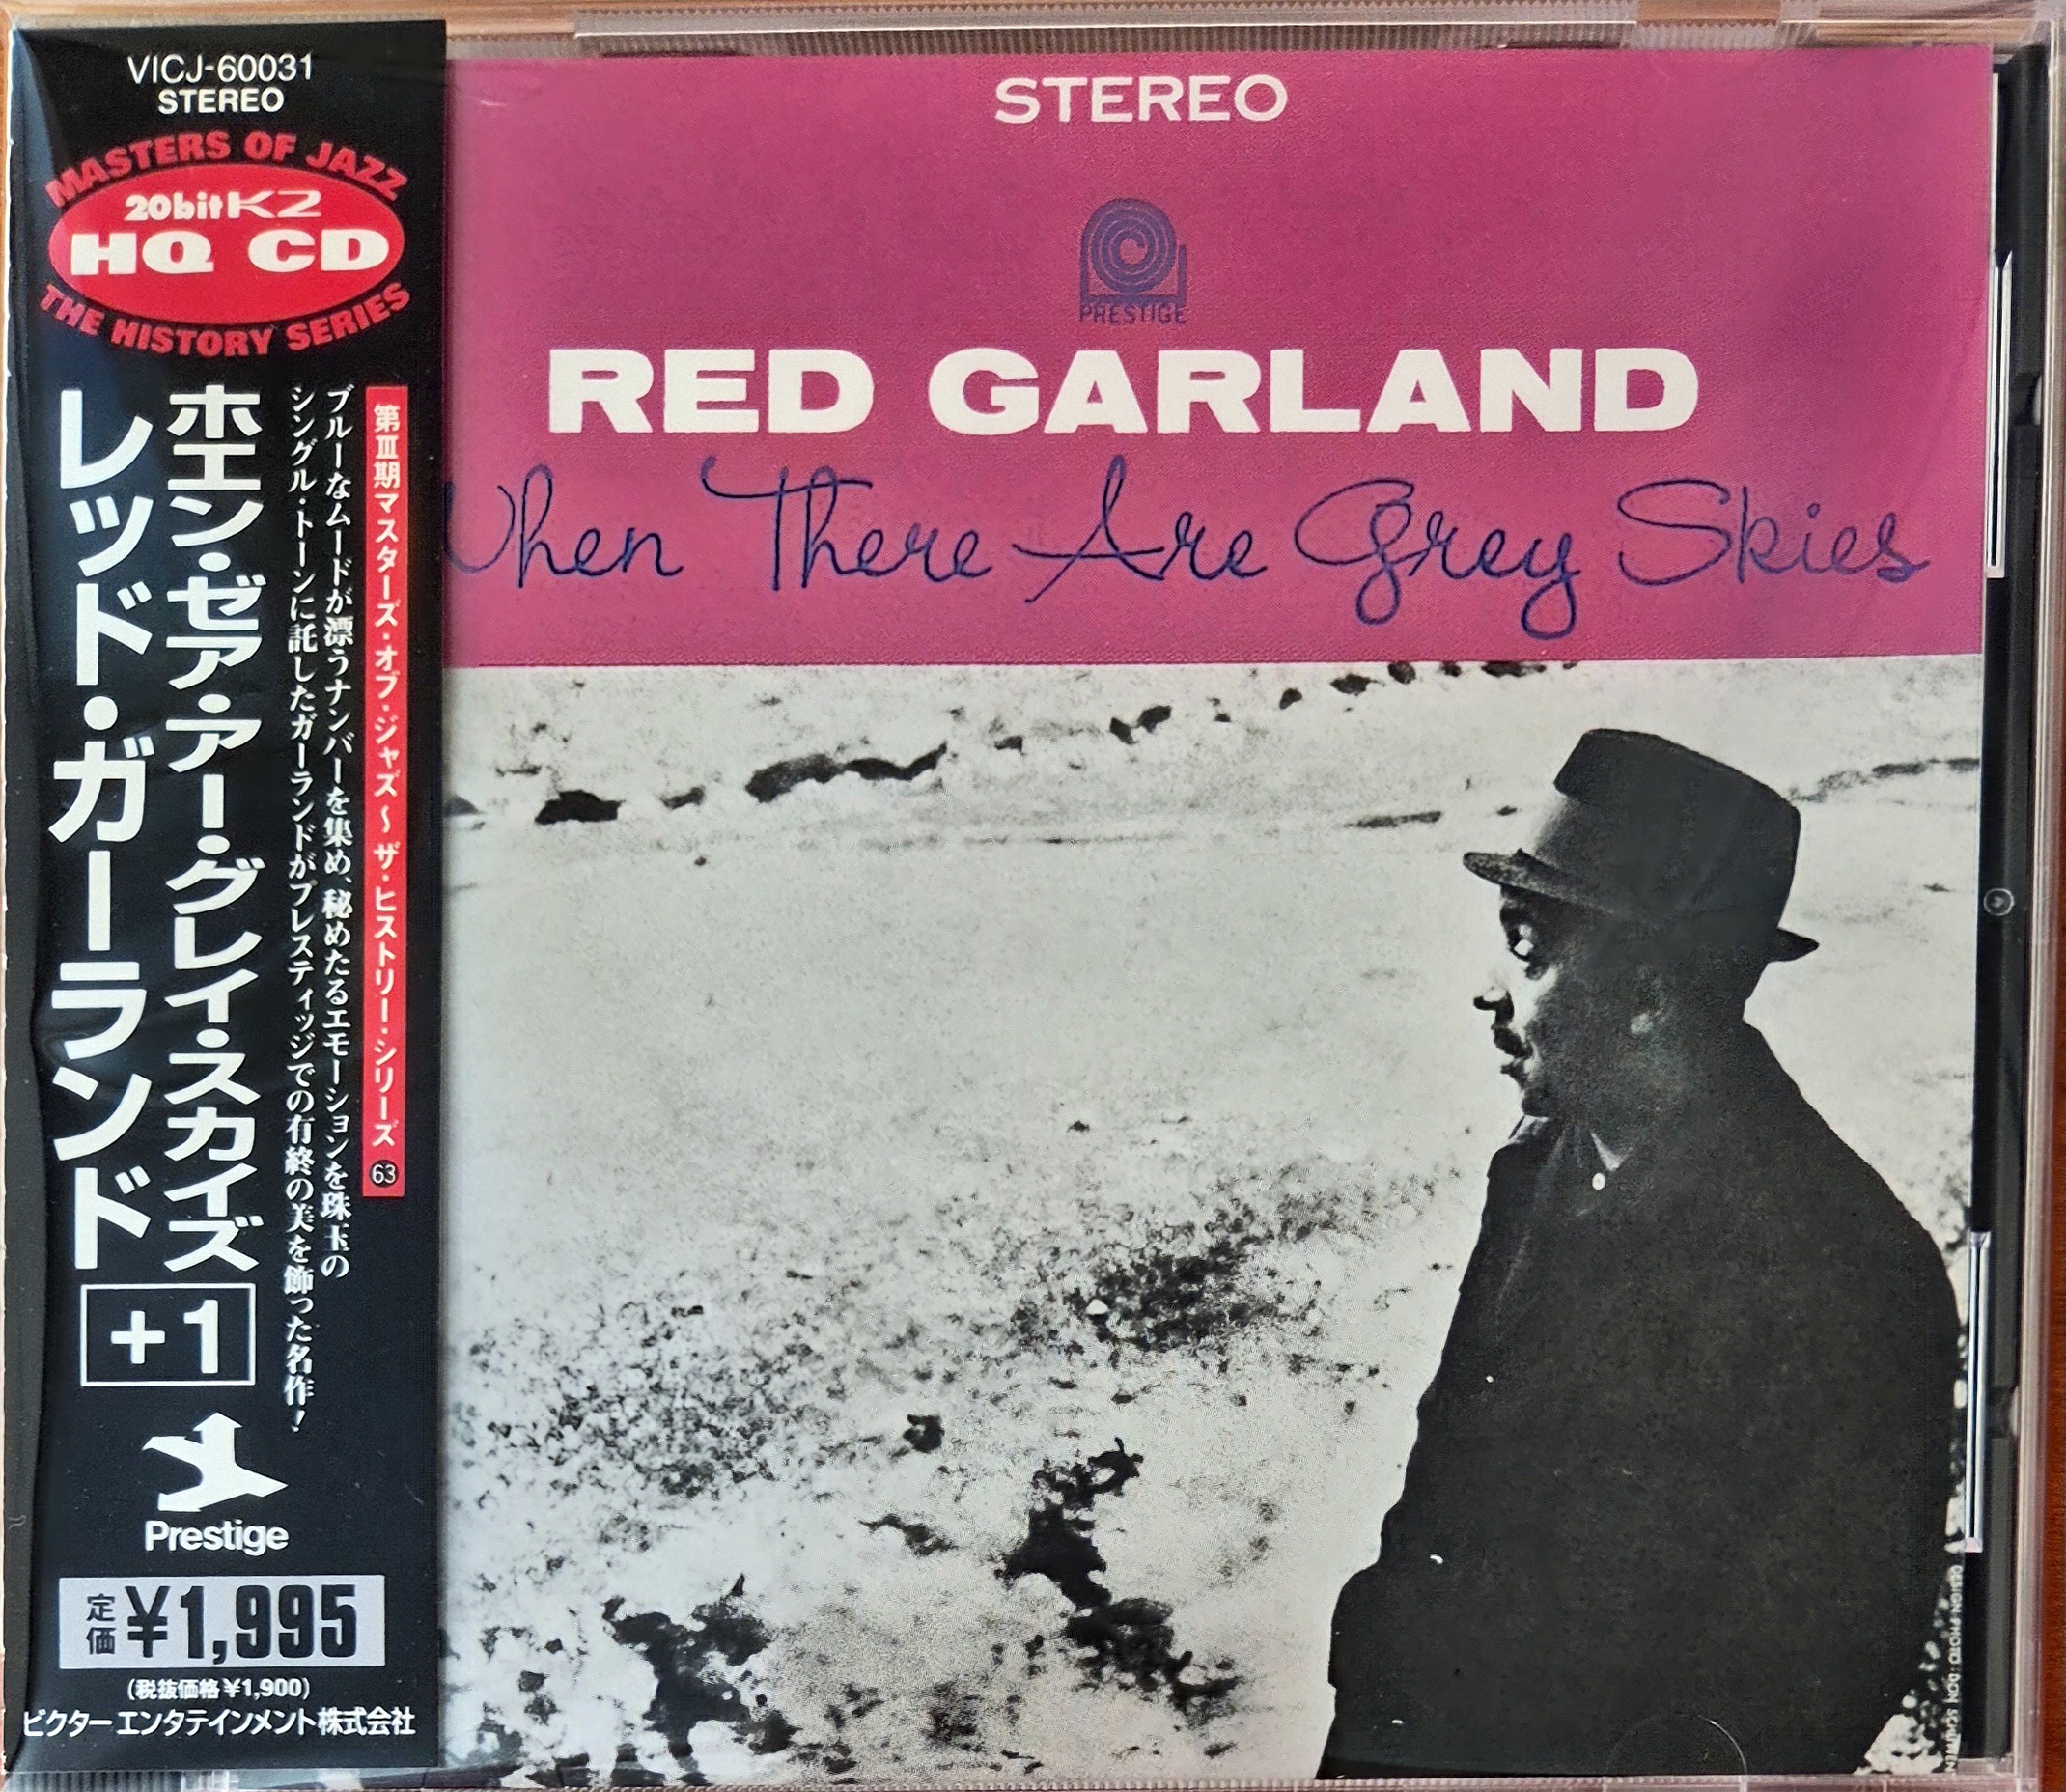 VICJ-60031
STEREO
MASTERS OF JAZZ
20bit K2
HQ CD
THE HISTORY SERIES
第Ⅲ期マスターズ・オブ・ジャズ～ザ・ヒストリー・シリーズ 63
ブルーなムードが漂うナンバーを集め、秘めたるエモーションを珠玉の
シングル・トーンに託したガーランドがプレスティッジでの有終の美を飾った名作！
ホエン・ゼア・アー・グレイ・スカイズ
レッド・ガーランド
+1
Prestige
定価 ¥1,995
(税抜価格¥1,900)
ビクターエンタテインメント株式会社
STEREO
PRESTIGE
RED GARLAND
When There Are Grey Skies